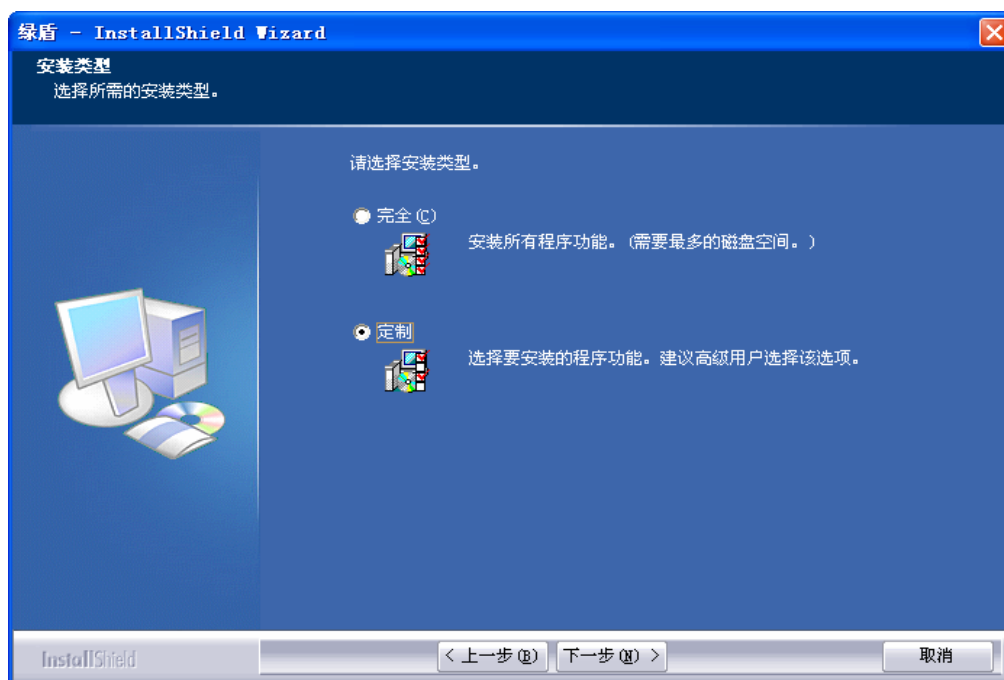 绿盾 - InstallShield Wizard
安装类型
选择所需的安装类型。
请选择安装类型。
完全(C)
安装所有程序功能。(需要最多的磁盘空间。)
定制
选择要安装的程序功能。建议高级用户选择该选项。
InstallShield
< 上一步(B)
下一步(N) >
取消